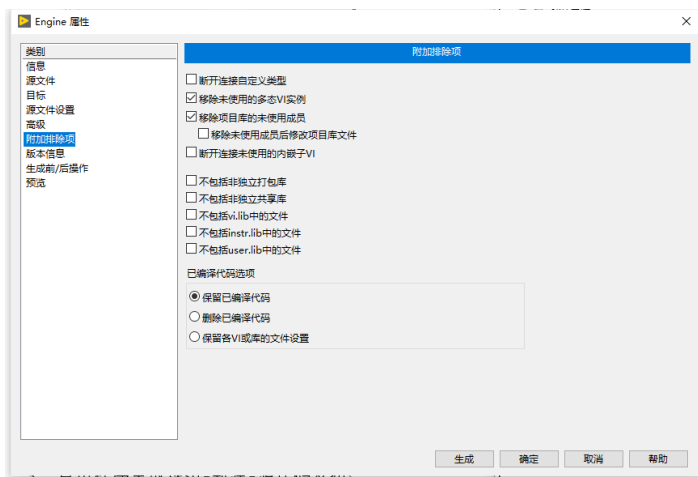 Engine 属性
类别
信息
源文件
目标
源文件设置
高级
附加排除项
版本信息
生成前/后操作
预览
附加排除项
断开连接自定义类型
移除未使用的多态VI实例
移除项目库的未使用成员
移除未使用成员后修改项目库文件
断开连接未使用的内嵌子VI
不包括非独立打包库
不包括非独立共享库
不包括vi.lib中的文件
不包括instr.lib中的文件
不包括user.lib中的文件
已编译代码选项
保留已编译代码
删除已编译代码
保留各VI或库的文件设置
生成
确定
取消
帮助